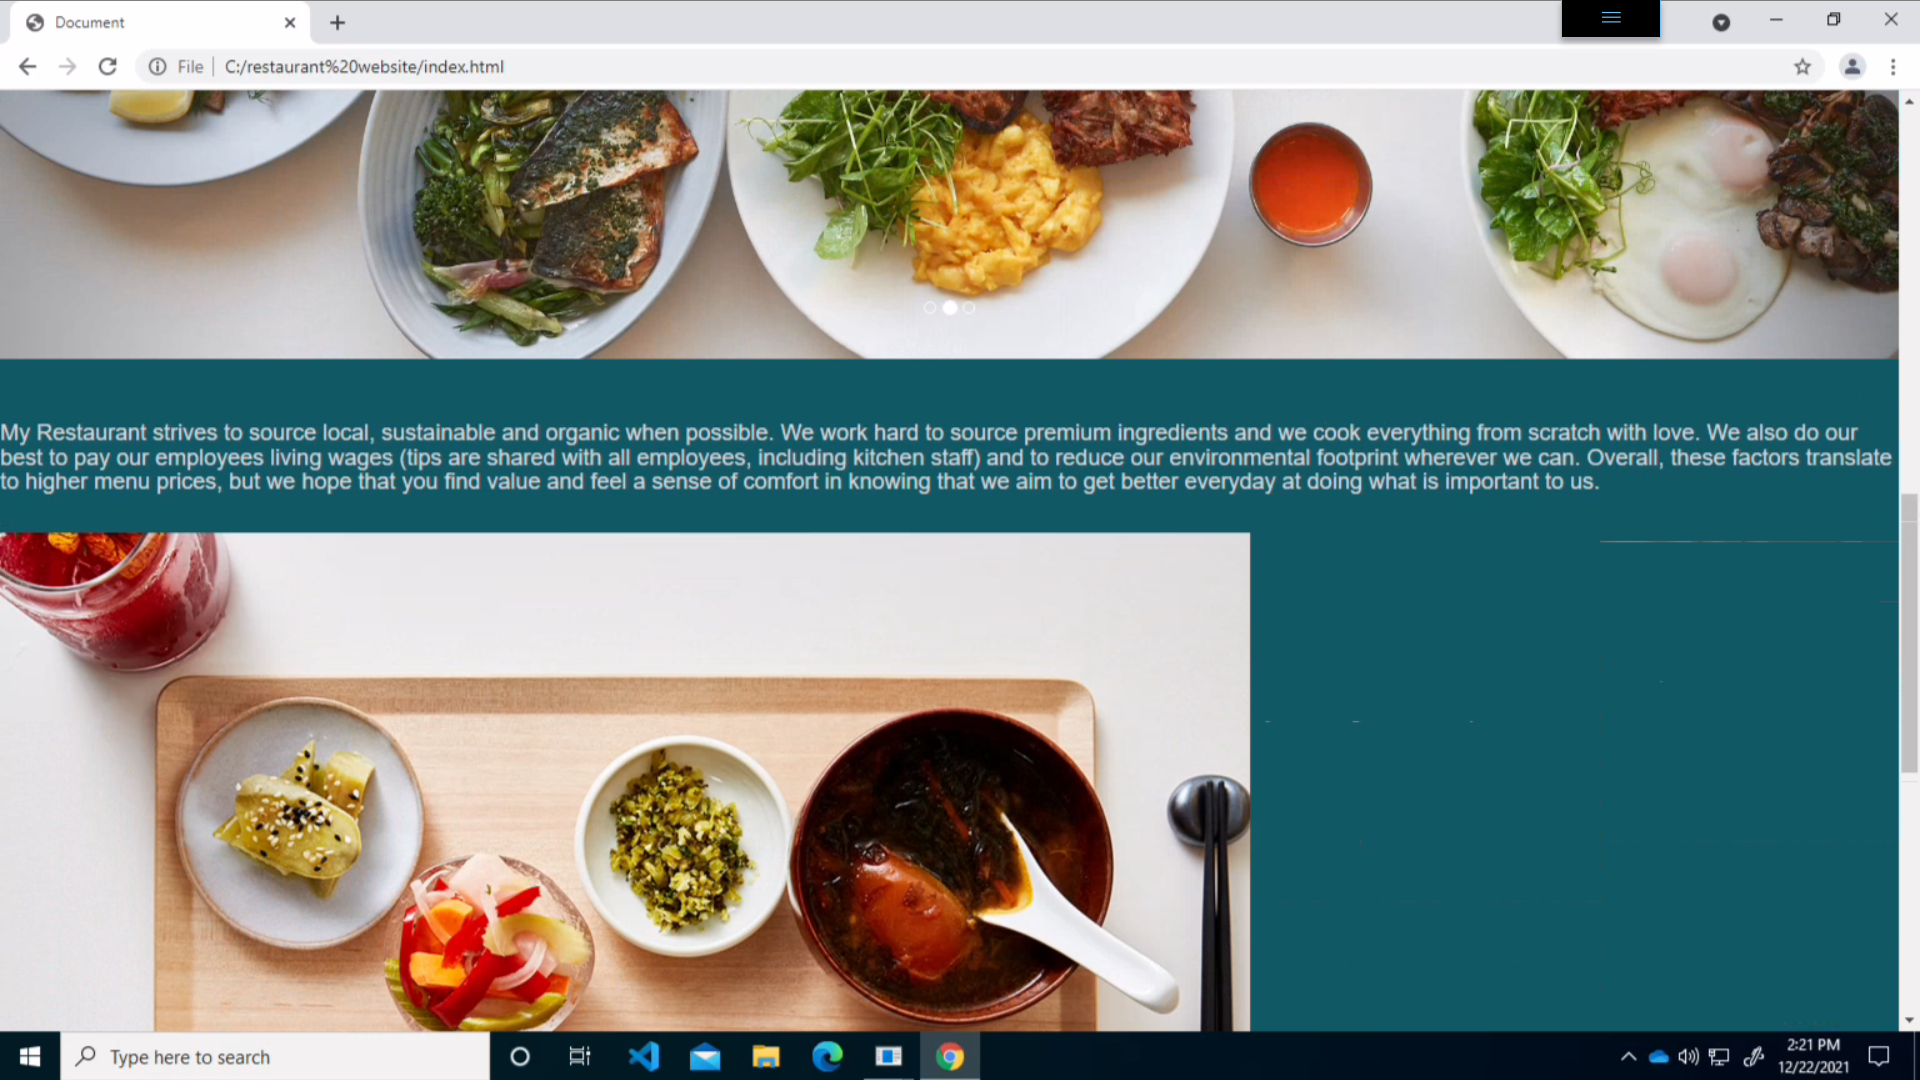 Document
File
C:/restaurant%20website/index.html
My Restaurant strives to source local, sustainable and organic when possible. We work hard to source premium ingredients and we cook everything from scratch with love. We also do our
best to pay our employees living wages (tips are shared with all employees, including kitchen staff) and to reduce our environmental footprint wherever we can. Overall, these factors translate
to higher menu prices, but we hope that you find value and feel a sense of comfort in knowing that we aim to get better everyday at doing what is important to us.
Type here to search
2:21 PM
12/22/2021